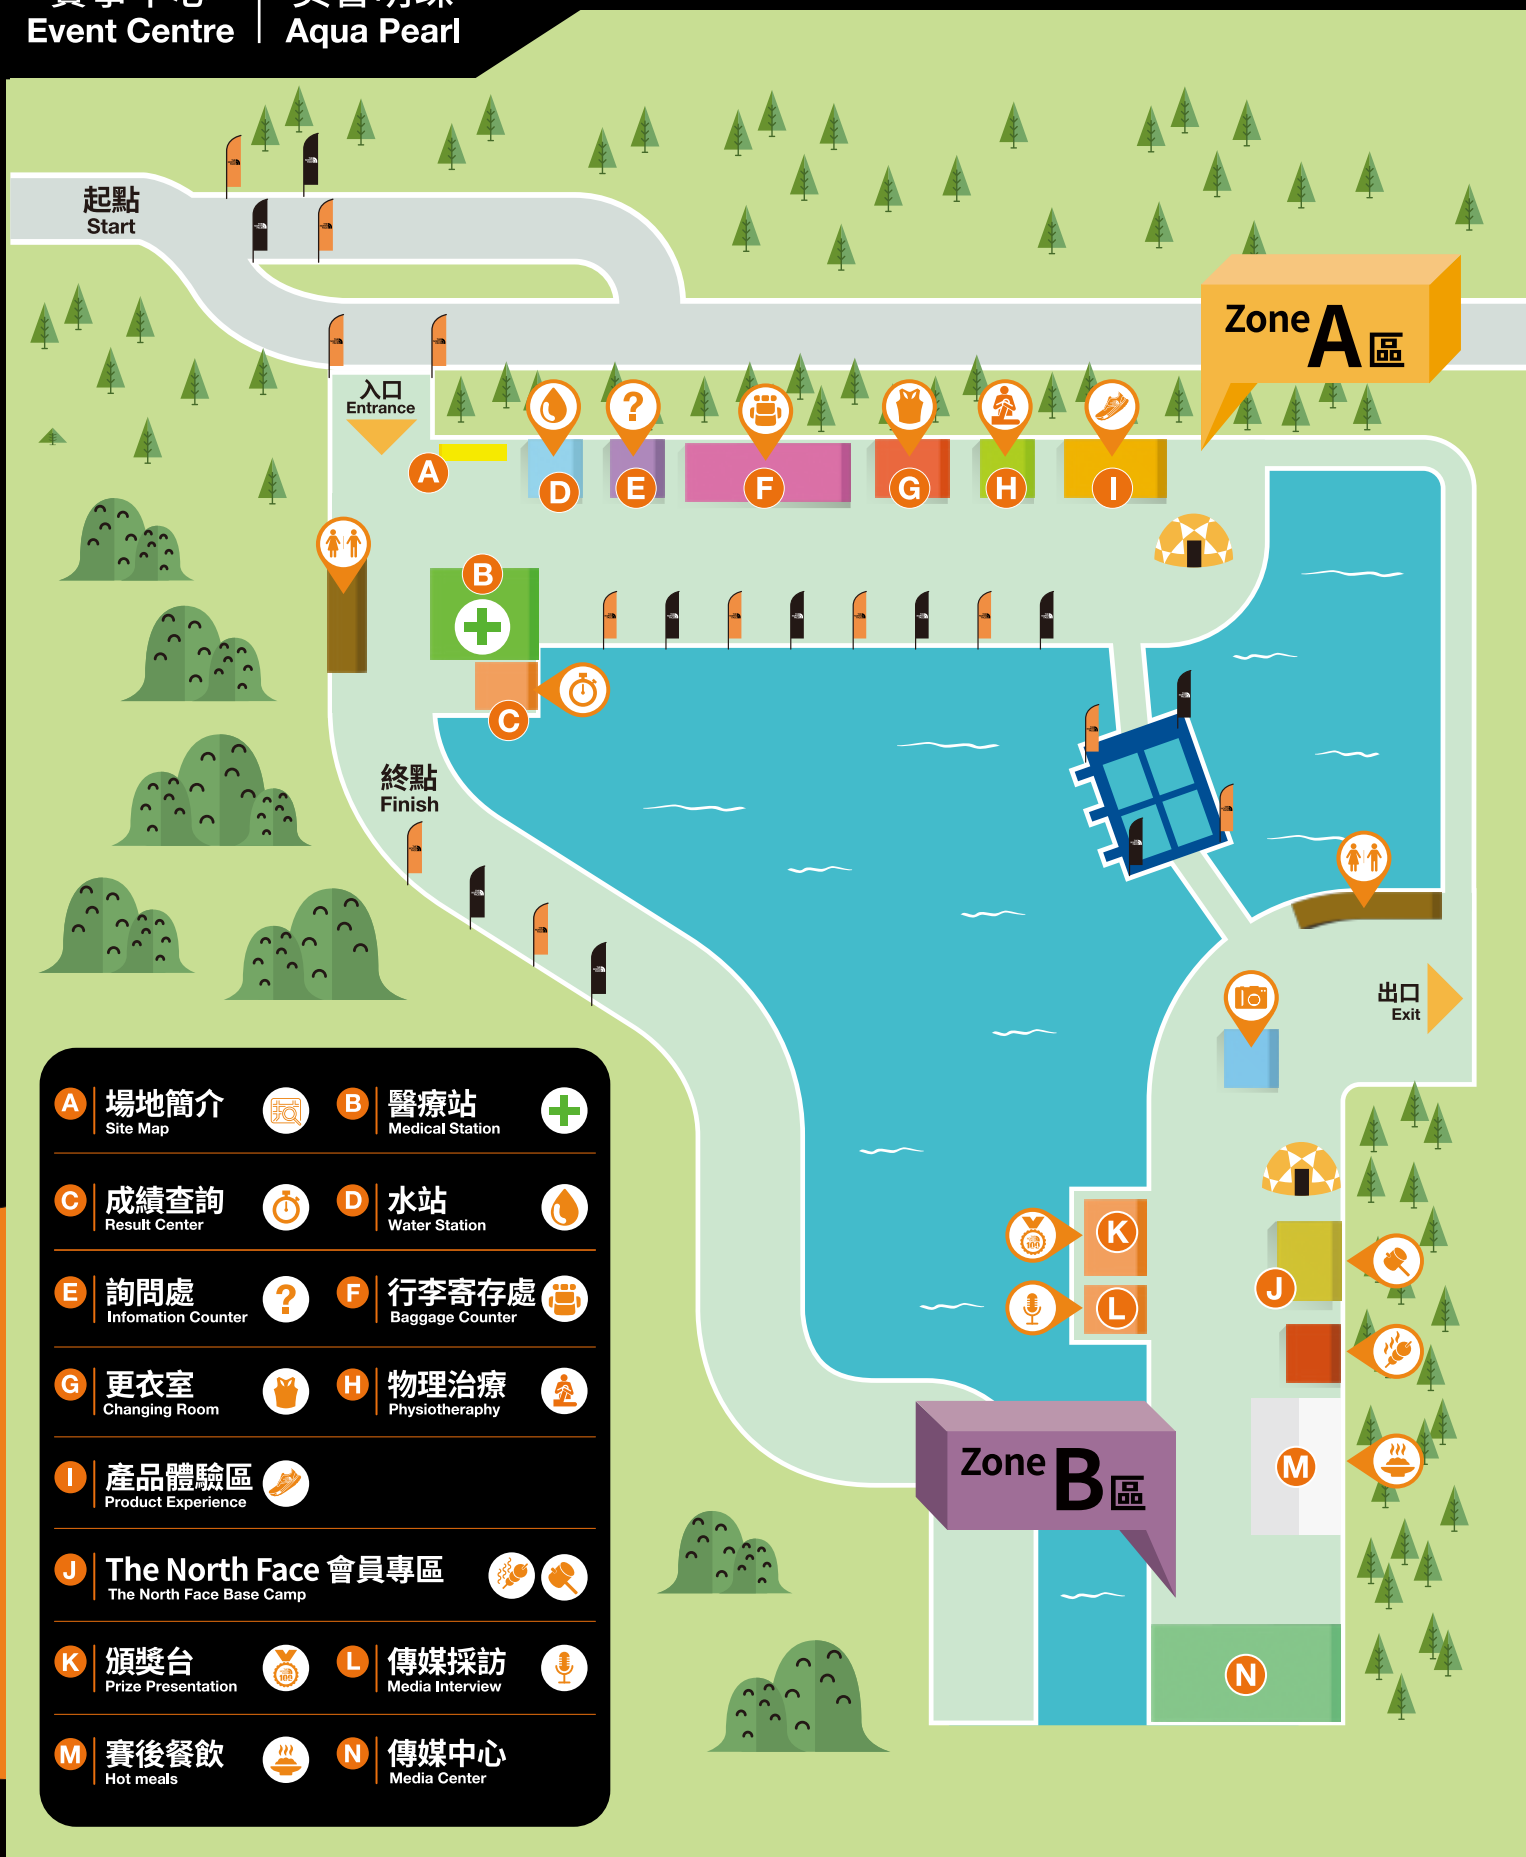 Event Centre
Aqua Pearl
起點
Start
Zone A 區
入口
Entrance
A
D
E
F
G
H
I
B
C
終點
Finish
出口
Exit
K
J
L
M
Zone B 區
N
A 場地簡介
Site Map
B 醫療站
Medical Station
C 成績查詢
Result Center
D 水站
Water Station
E 詢問處
Infomation Counter
F 行李寄存處
Baggage Counter
G 更衣室
Changing Room
H 物理治療
Physiotheraphy
I 產品體驗區
Product Experience
J The North Face 會員專區
The North Face Base Camp
K 頒獎台
Prize Presentation
L 傳媒採訪
Media Interview
M 賽後餐飲
Hot meals
N 傳媒中心
Media Center